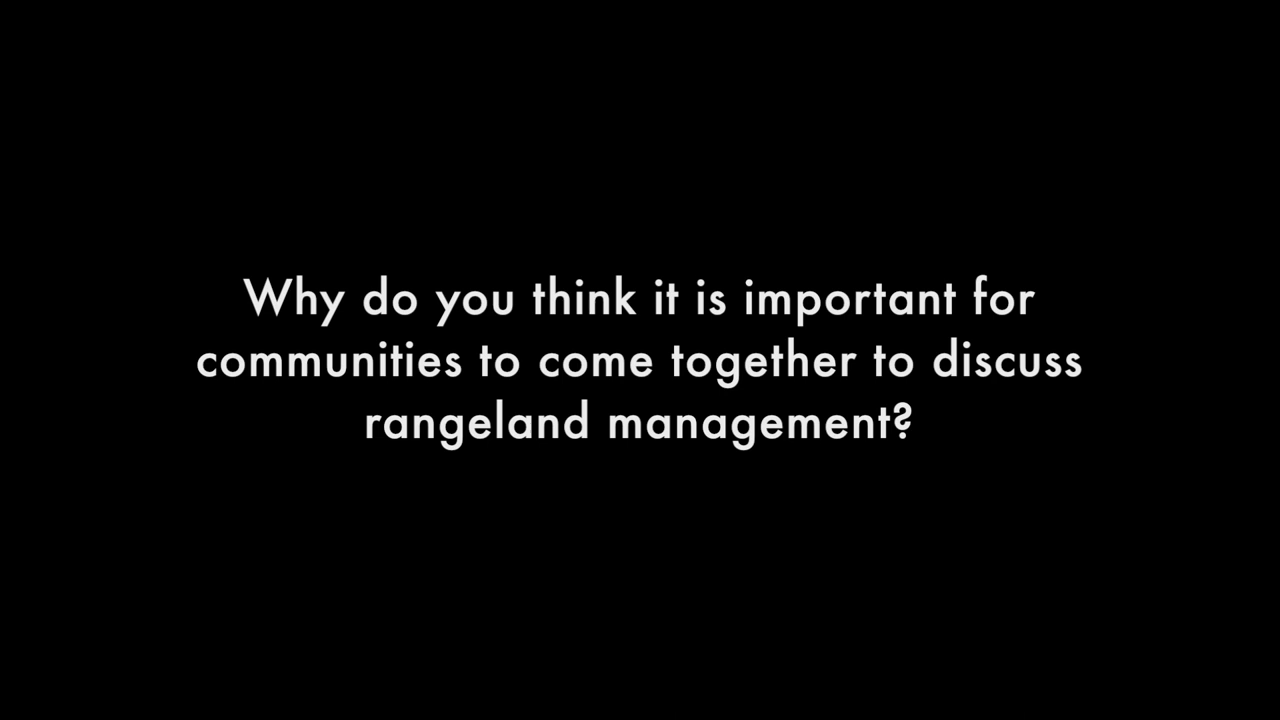 Why do you think it is important for
communities to come together to discuss
rangeland management?